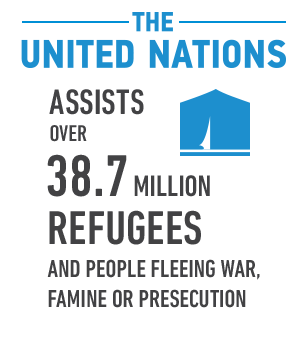 THE
UNITED NATIONS
ASSISTS
OVER
38.7 MILLION
REFUGEES
AND PEOPLE FLEEING WAR,
FAMINE OR PRESECUTION